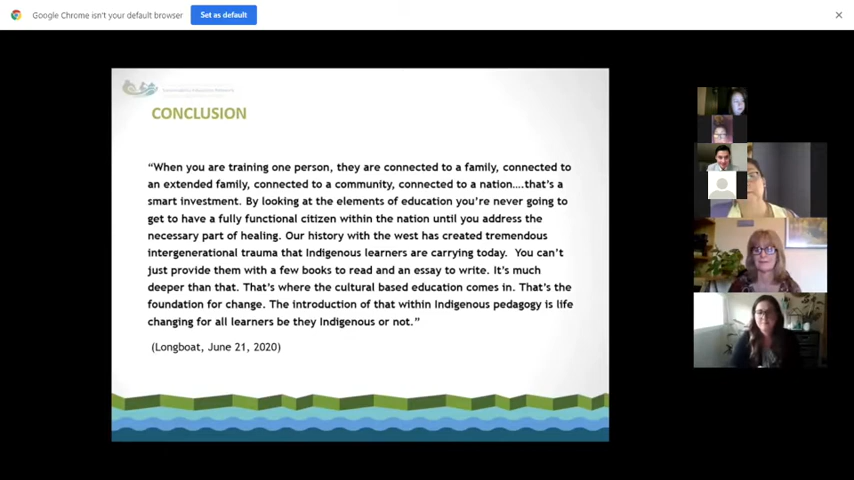 Google Chrome isn't your default browser
Set as default
CONCLUSION
“When you are training one person, they are connected to a family, connected to
an extended family, connected to a community, connected to a nation….that’s a
smart investment. By looking at the elements of education you’re never going to
get to have a fully functional citizen within the nation until you address the
necessary part of healing. Our history with the west has created tremendous
intergenerational trauma that Indigenous learners are carrying today.  You can’t
just provide them with a few books to read and an essay to write. It’s much
deeper than that. That’s where the cultural based education comes in. That’s the
foundation for change. The introduction of that within Indigenous pedagogy is life
changing for all learners be they Indigenous or not.”
(Longboat, June 21, 2020)